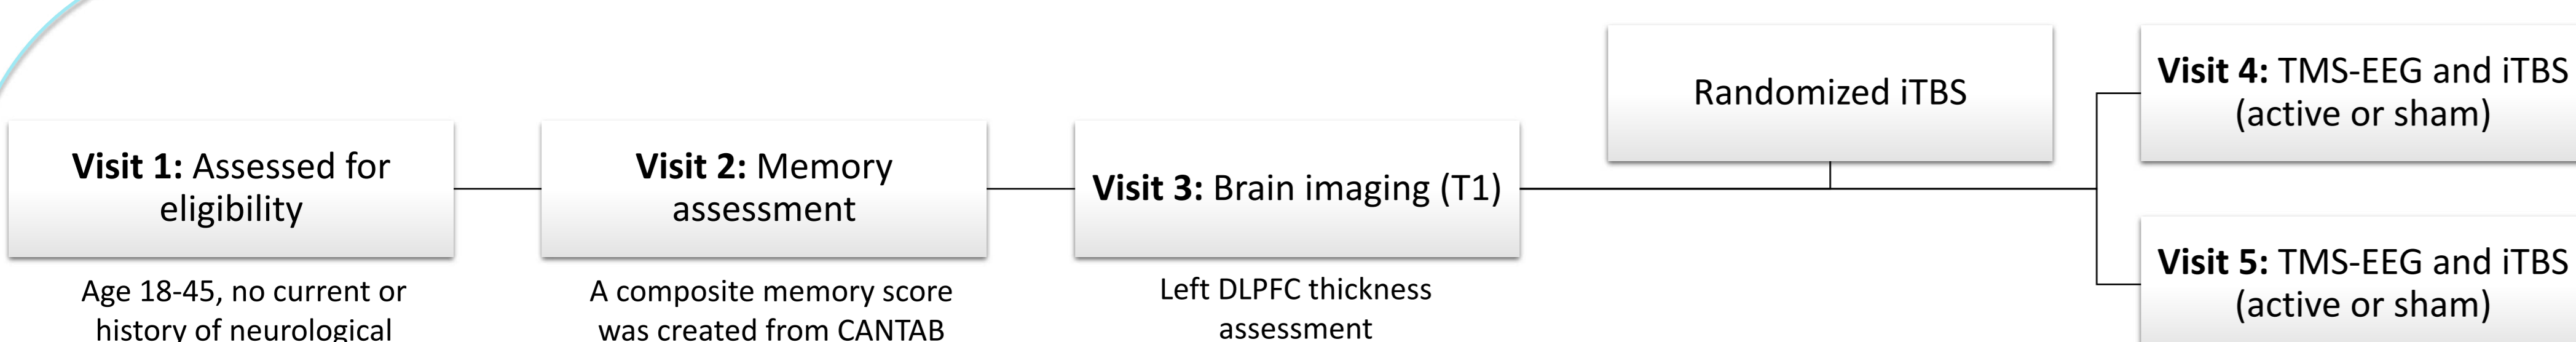 Visit 1: Assessed for
eligibility
Age 18-45, no current or
history of neurological
Visit 2: Memory
assessment
A composite memory score
was created from CANTAB
Visit 3: Brain imaging (T1)
Left DLPFC thickness
assessment
Randomized iTBS
Visit 4: TMS-EEG and iTBS
(active or sham)
Visit 5: TMS-EEG and iTBS
(active or sham)